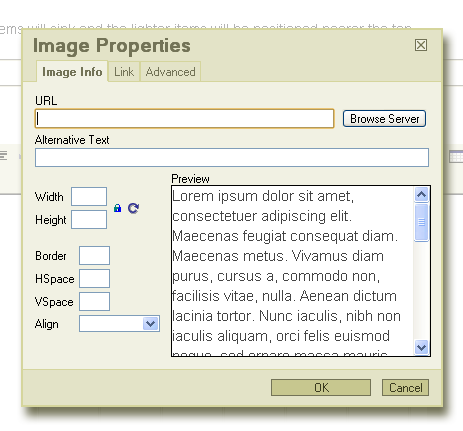 ems will sink and the lighter items will be positioned nearer the top
Image Properties
Image Info Link Advanced
URL
Browse Server
Alternative Text
Preview
Width
Height
Border
HSpace
VSpace
Align
Lorem ipsum dolor sit amet,
consectetuer adipiscing elit.
Maecenas feugiat consequat diam.
Maecenas metus. Vivamus diam
purus, cursus a, commodo non,
facilisis vitae, nulla. Aenean dictum
lacinia tortor. Nunc iaculis, nibh non
iaculis aliquam, orci felis euismod
neque, sed ornare massa mauris
OK Cancel